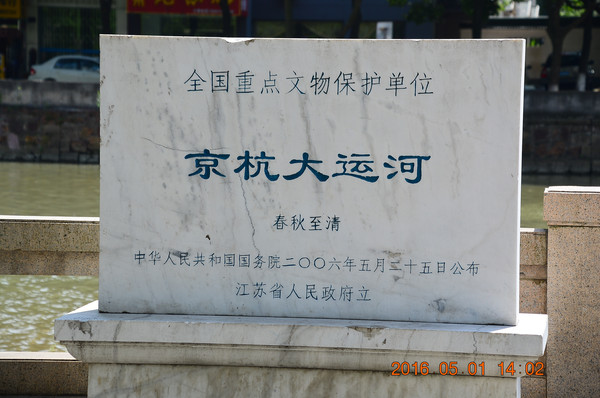 全国重点文物保护单位
京杭大运河
春秋至清
中华人民共和国国务院二〇〇六年五月二十五日公布
江苏省人民政府立
2016.05.01 14:02